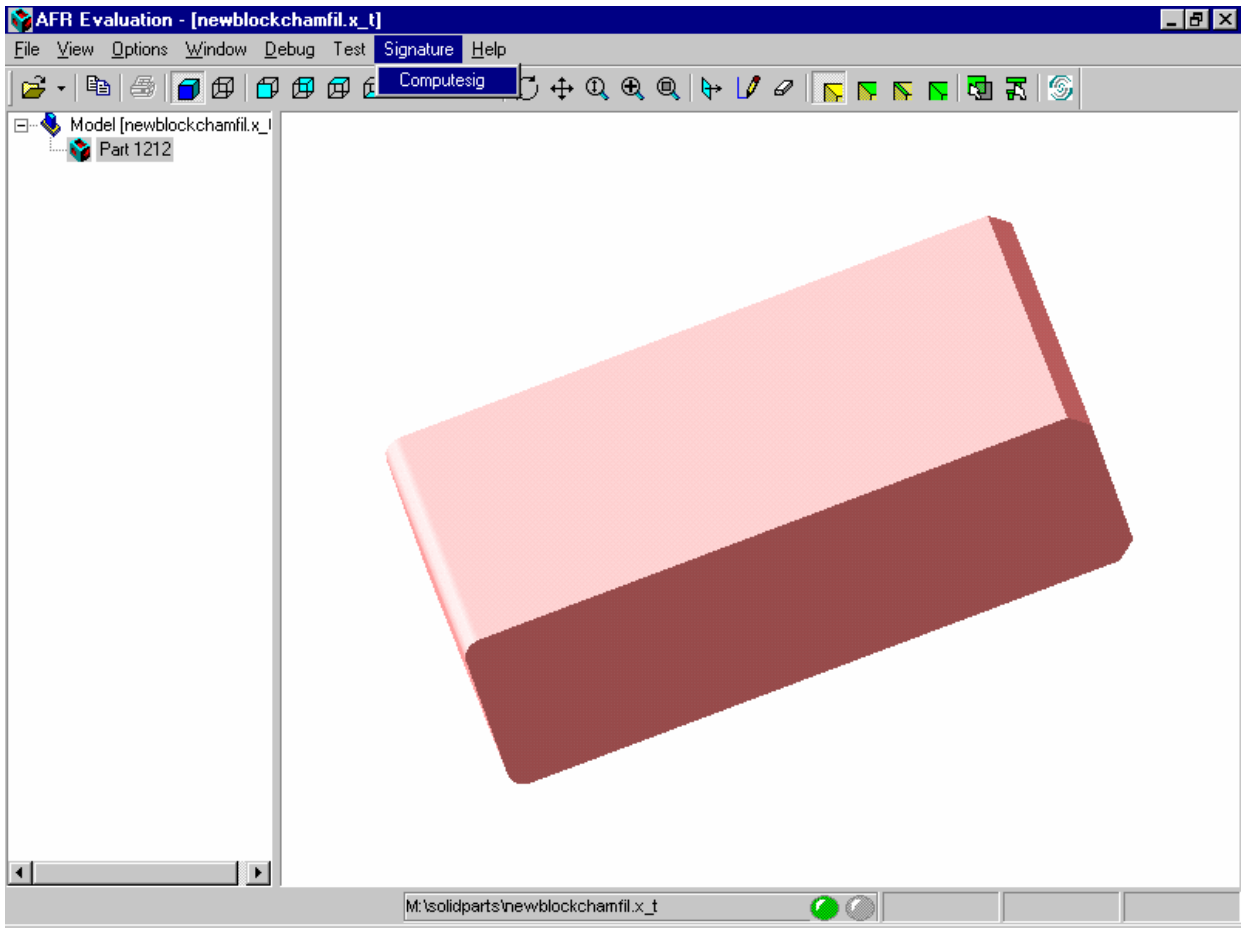 AFR Evaluation - [newblockchamfil.x_t]
File View Options Window Debug Test Signature Help
Computesig
Model [newblockchamfil.x_t
Part 1212
M:\solidparts\newblockchamfil.x_t